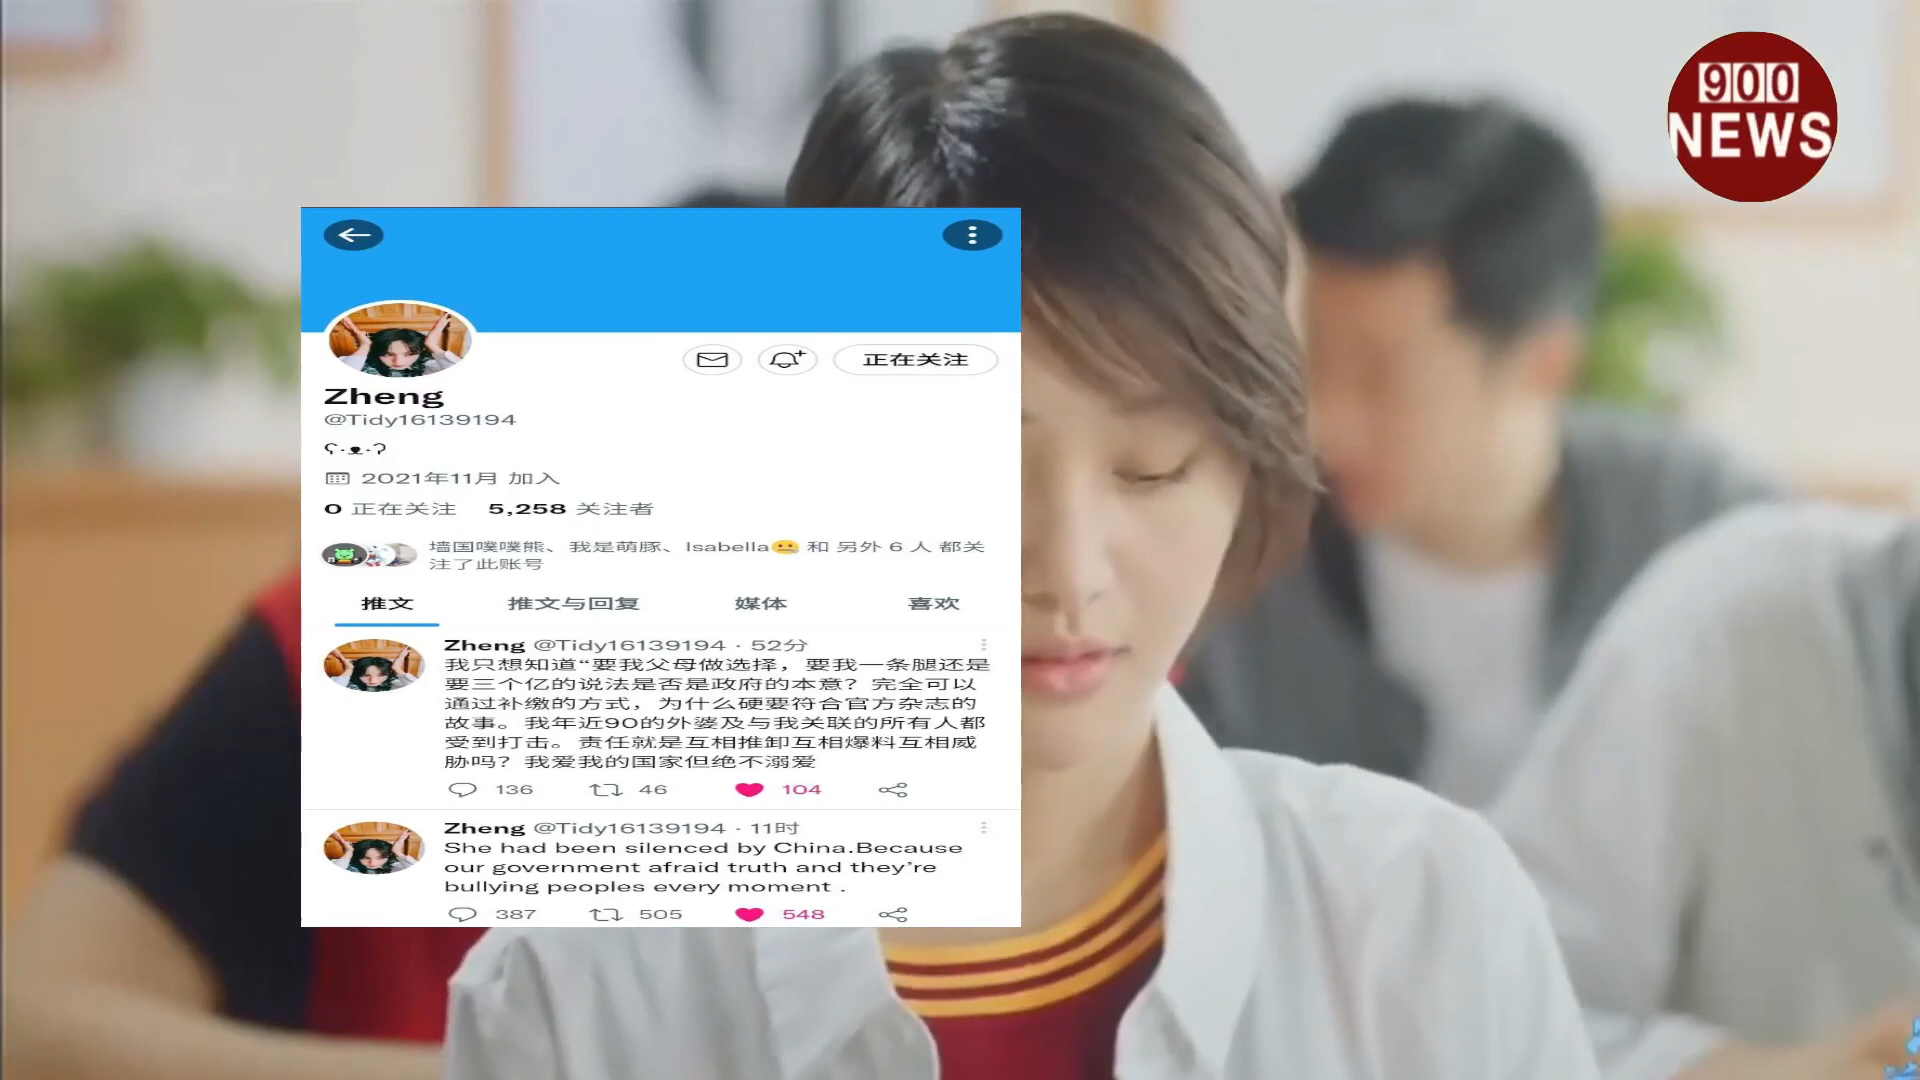 900
NEWS
正在关注
Zheng
@Tidy16139194
ʕ·ᴥ·ʔ
2021年11月 加入
0 正在关注 5,258 关注者
墙国噗噗熊、我是萌豚、Isabella😐 和 另外 6 人 都关
注了此账号
推文 推文与回复 媒体 喜欢
Zheng @Tidy16139194 · 52分
我只想知道“要我父母做选择，要我一条腿还是
要三个亿的说法是否是政府的本意？完全可以
通过补缴的方式，为什么硬要符合官方杂志的
故事。我年近90的外婆及与我关联的所有人都
受到打击。责任就是互相推卸互相爆料互相威
胁吗？我爱我的国家但绝不溺爱
136 46 104
Zheng @Tidy16139194 · 11时
She had been silenced by China.Because
our government afraid truth and they’re
bullying peoples every moment .
387 505 548